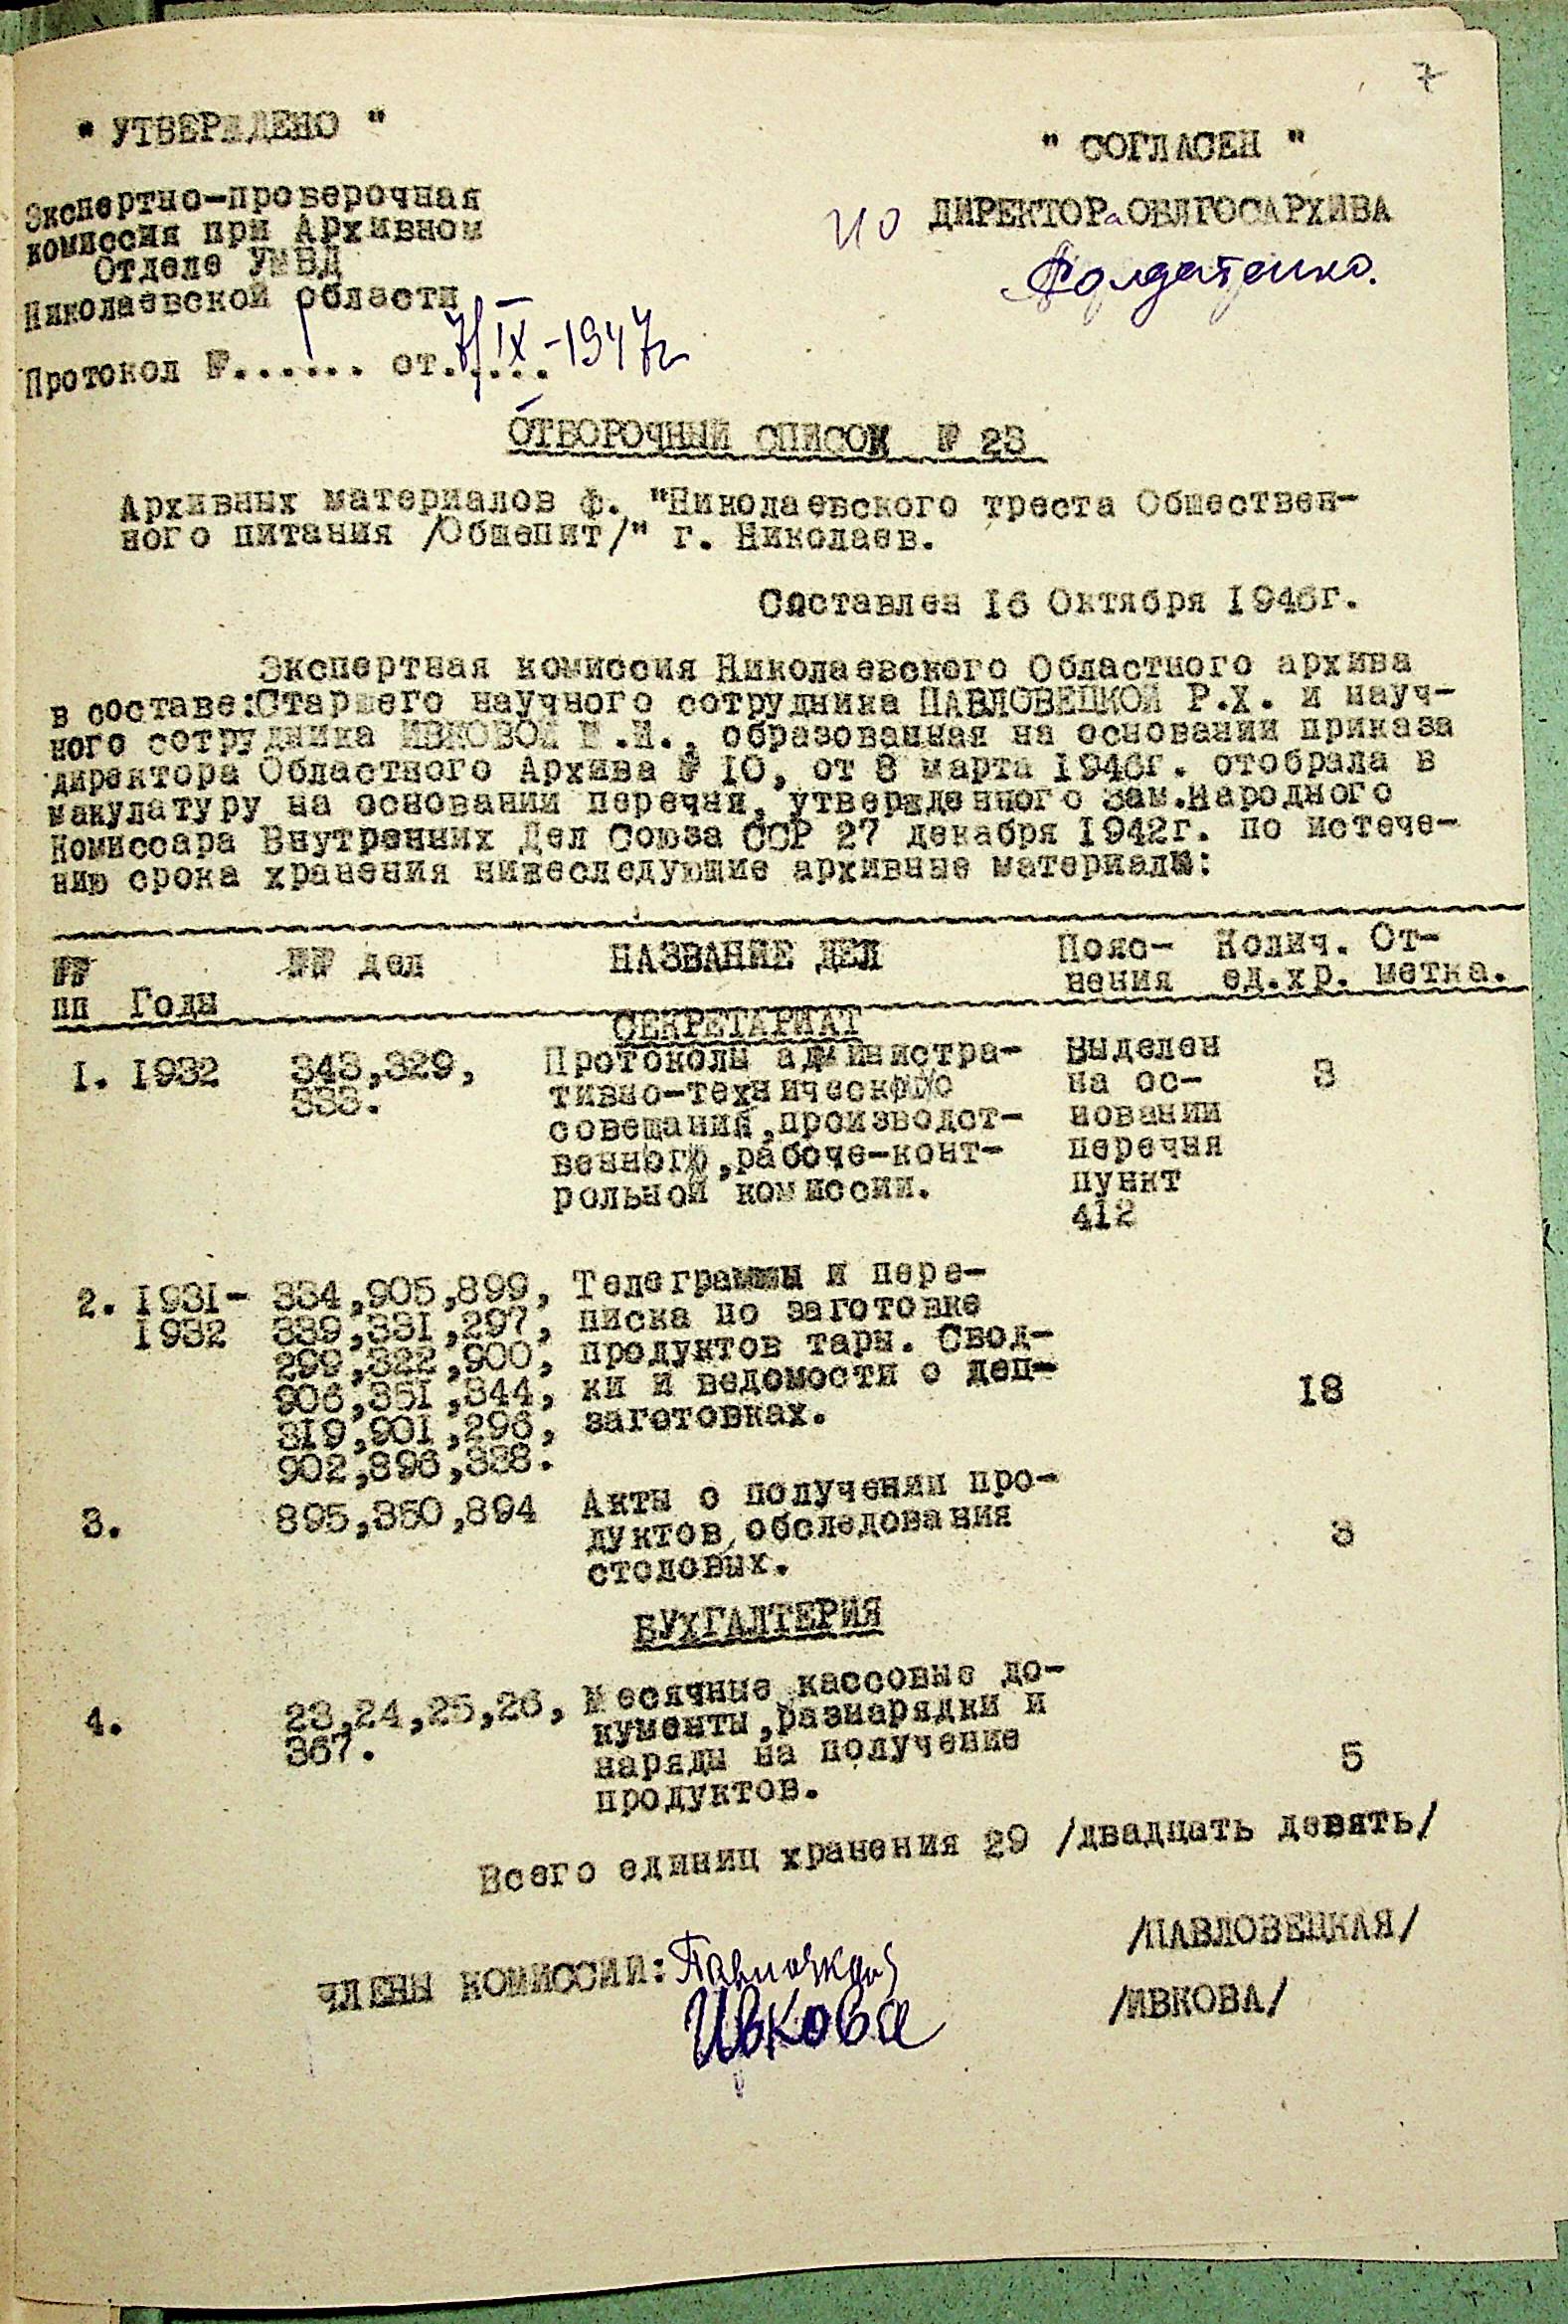 7
" УТВЕРЖДЕНО "
Экспертно-проверочная
комиссия при Архивном
Отделе УМВД
Николаевской области
Протокол №...... от..... 7/IX-1947г
" СОГЛАСЕН "
ИО ДИРЕКТОРа ОБЛГОСАРХИВА
Солдатенко.
ОТБОРОЧНЫЙ СПИСОК № 23
Архивных материалов ф. "Николаевского треста Обществен-
ного питания /Общепит/" г. Николаев.
Составлен 16 Октября 1946г.
Экспертная комиссия Николаевского Областного архива
в составе:Старшего научного сотрудника ПАВЛОВЕЦКОЙ Р.Х. и науч-
ного сотрудника ИВКОВОЙ .И., образованная на основании приказа
директора Областного Архива № 10, от 8 марта 1946г. отобрала в
макулатуру на основании перечня, утвержденного Зам.Народного
Комиссара Внутренних Дел Союза ССР 27 декабря 1942г. по истече-
нию срока хранения нижеследующие архивные материалы:
№№ пп Годы №№ дел НАЗВАНИЕ ДЕЛ Пояс- нения Колич. ед.хр. От- метка.
СЕКРЕТАРИАТ
1. 1932 343,329, Протоколы администра- Выделен 3
333. тивно-технического на ос-
совещаний,производст- новании
венного,рабоче-конт- перечня
рольной комиссии. пункт
412
2. 1931- 334,905,899, Телеграммы и пере-
1932 339,331,297, писка по заготовке
299,322,900, продуктов тары. Свод-
906,351,344, ки и ведомости о цен- 18
319,901,296, заготовках.
902,896,338.
3. 895,350,894 Акты о получении про-
дуктов,обследования 3
столовых.
БУХГАЛТЕРИЯ
4. 23,24,25,26, Месячные кассовые до-
367. кументы,разнарядки и
наряды на получение 5
продуктов.
Всего единиц хранения 29 /двадцать девять/
ЧЛЕНЫ КОМИССИИ: /ПАВЛОВЕЦКАЯ/
Ивкова /ИВКОВА/